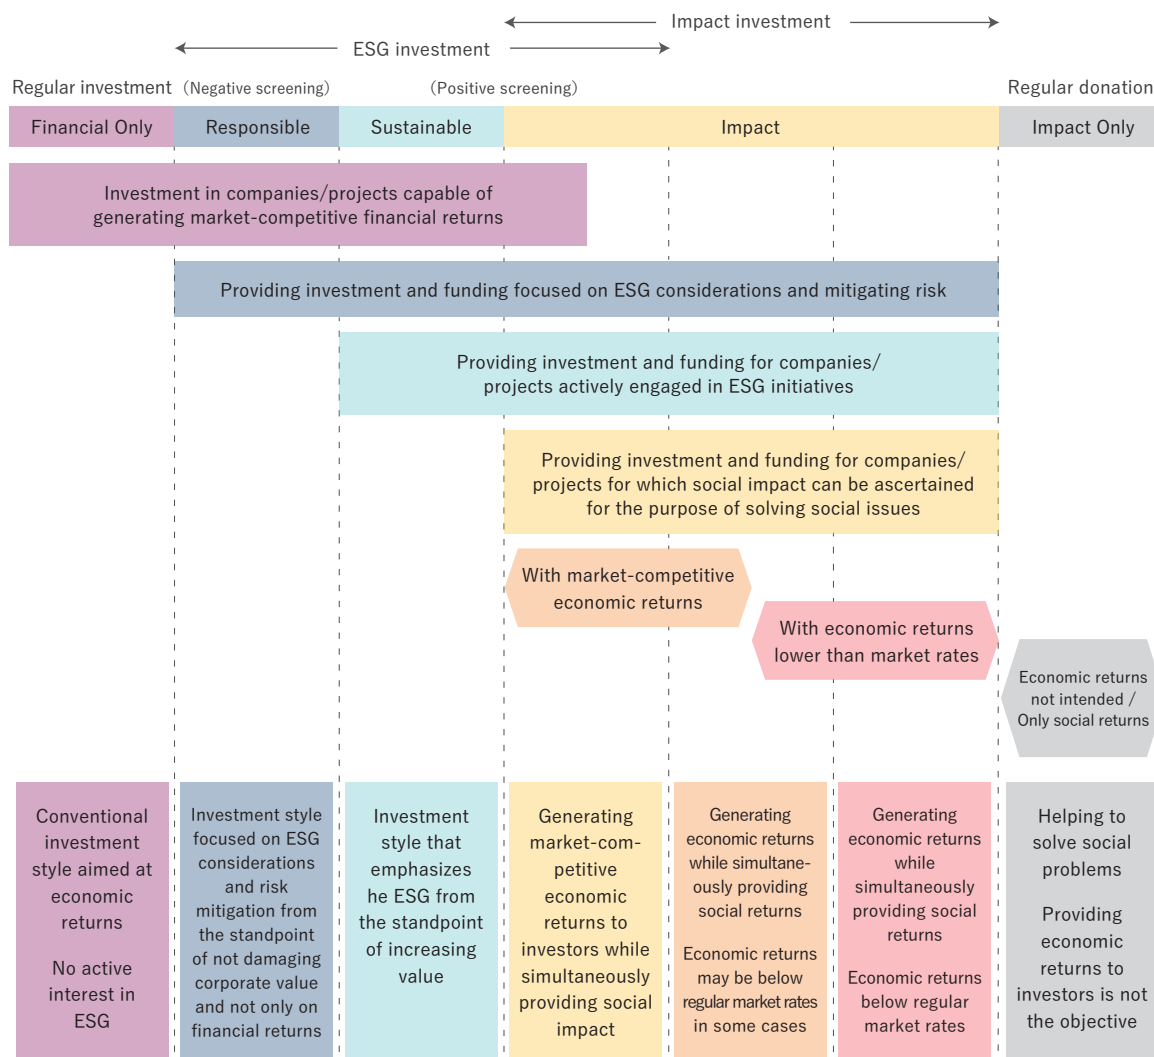 Impact investment
ESG investment
Regular investment
(Negative screening)
(Positive screening)
Regular donation
Financial Only
Responsible
Sustainable
Impact
Impact Only
Investment in companies/projects capable of
generating market-competitive financial returns
Providing investment and funding focused on ESG considerations and mitigating risk
Providing investment and funding for companies/
projects actively engaged in ESG initiatives
Providing investment and funding for companies/
projects for which social impact can be ascertained
for the purpose of solving social issues
With market-competitive
economic returns
With economic returns
lower than market rates
Economic returns
not intended /
Only social returns
Conventional
investment
style aimed at
economic
returns
No active
interest in
ESG
Investment style
focused on ESG
considerations
and risk
mitigation from
the standpoint
of not damaging
corporate value
and not only on
financial returns
Investment
style that
emphasizes
he ESG from
the standpoint
of increasing
value
Generating
market-com-
petitive
economic
returns to
investors while
simultaneously
providing social
impact
Generating
economic returns
while simultane-
ously providing
social returns
Economic returns
may be below
regular market rates
in some cases
Generating
economic returns
while
simultaneously
providing social
returns
Economic returns
below regular
market rates
Helping to
solve social
problems
Providing
economic
returns to
investors is not
the objective